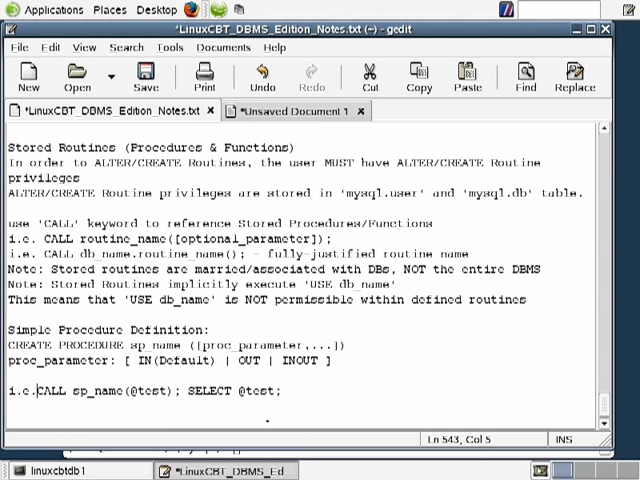 Applications Places Desktop
*LinuxCBT_DBMS_Edition_Notes.txt (~) - gedit
File Edit View Search Tools Documents Help
New Open Save Print Undo Redo Cut Copy Paste Find Replace
*LinuxCBT_DBMS_Edition_Notes.txt x *Unsaved Document 1 x
Stored Routines (Procedures & Functions)
In order to ALTER/CREATE Routines, the user MUST have ALTER/CREATE Routine
privileges
ALTER/CREATE Routine privileges are stored in 'mysql.user' and 'mysql.db' table.
use 'CALL' keyword to reference Stored Procedures/Functions
i.e. CALL routine_name([optional_parameter]);
i.e. CALL db_name.routine_name(); - fully-justified routine name
Note: Stored routines are married/associated with DBs, NOT the entire DBMS
Note: Stored Routines implicitly execute 'USE db_name'
This means that 'USE db_name' is NOT permissible within defined routines
Simple Procedure Definition:
CREATE PROCEDURE sp_name ([proc_parameter,...])
proc_parameter: [ IN(Default) | OUT | INOUT ]
i.e.CALL sp_name(@test); SELECT @test;
Ln 543, Col 5 INS
linuxcbtdb1 *LinuxCBT_DBMS_Ed